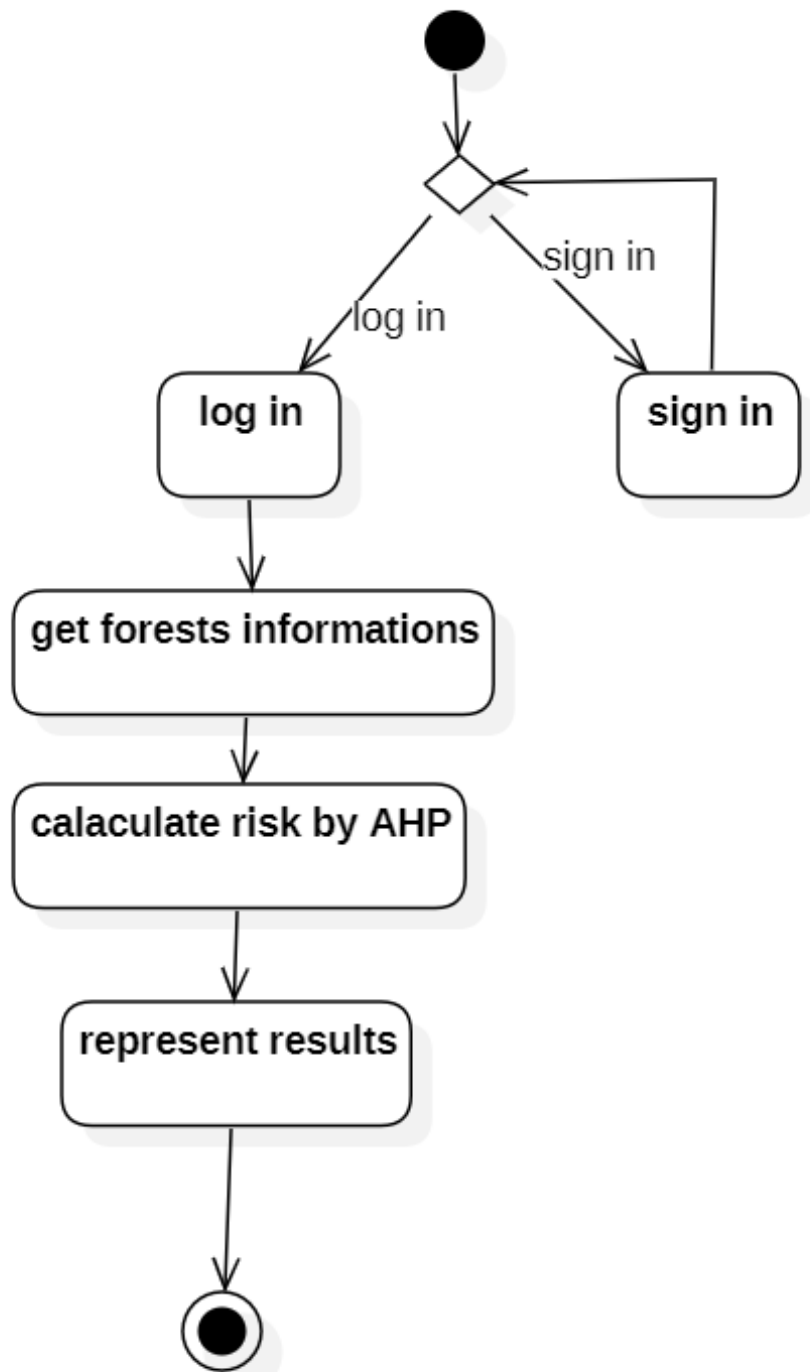 sign in
log in
log in
sign in
get forests informations
calaculate risk by AHP
represent results